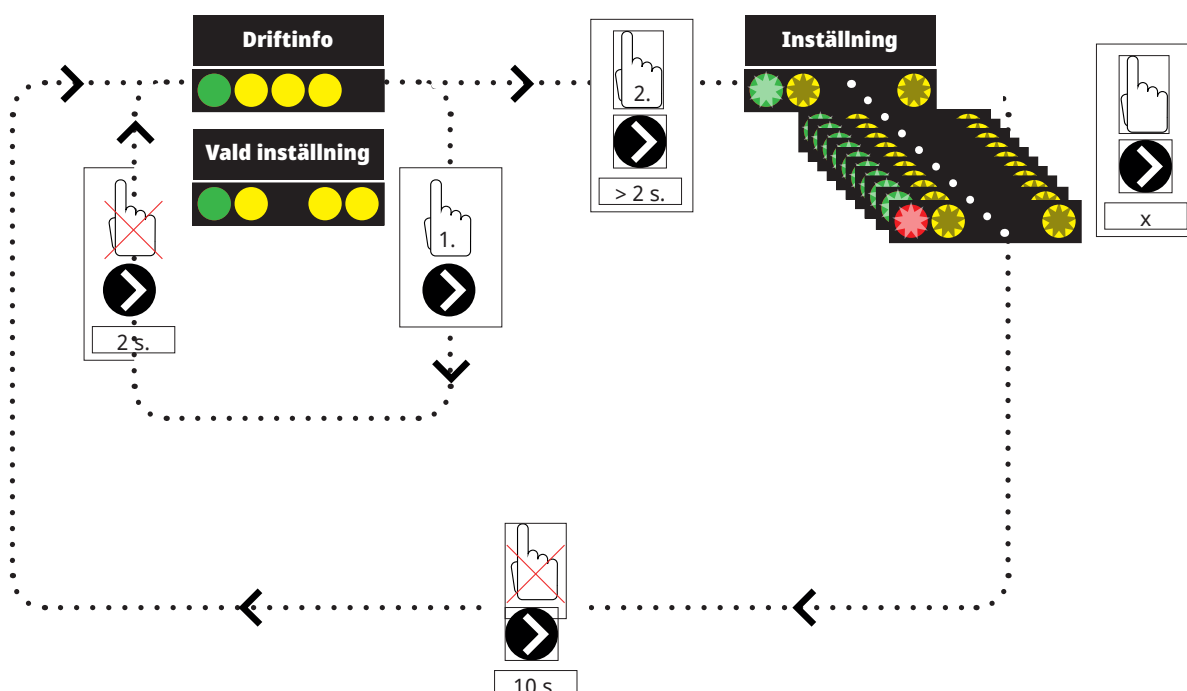 Driftinfo
Inställning
2.
Vald inställning
> 2 s.
x
1.
2 s.
10 s